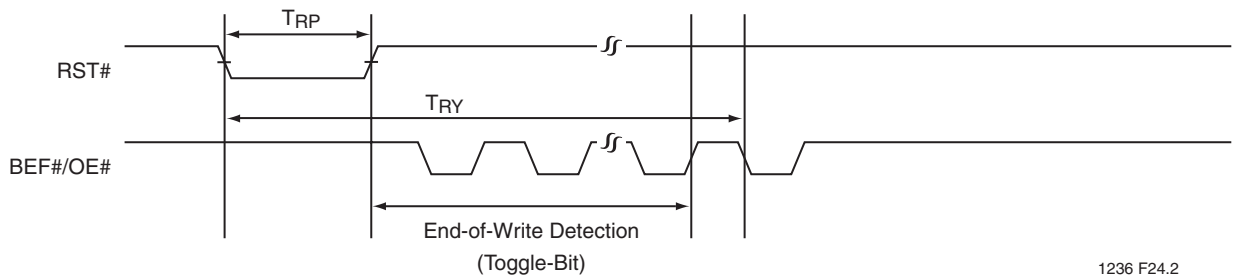 TRP
RST#
TRY
BEF#/OE#
End-of-Write Detection
(Toggle-Bit)
1236 F24.2